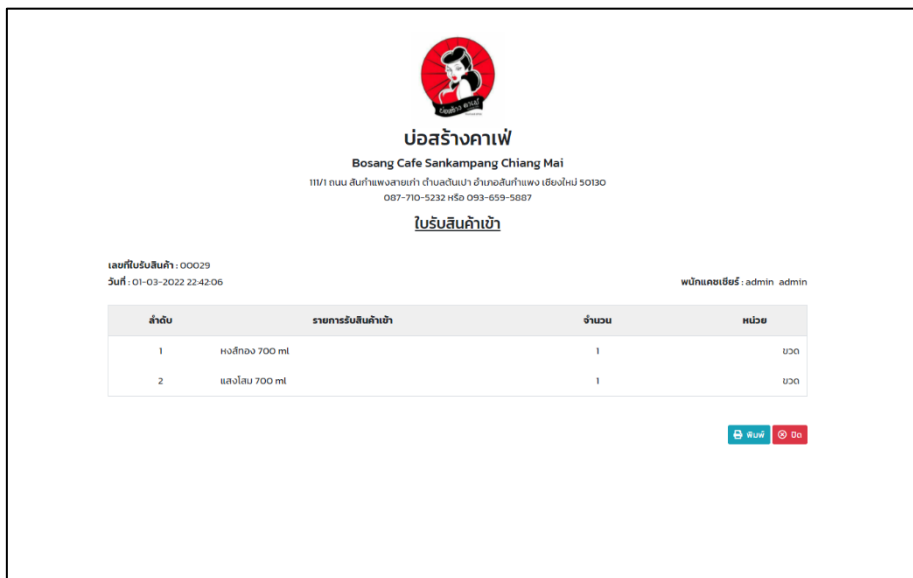 บ่อสร้าง คาเฟ่
บ่อสร้างคาเฟ่
Bosang Cafe Sankampang Chiang Mai
111/1 ถนน สันกำแพงสายเก่า ตำบลต้นเปา อำเภอสันกำแพง เชียงใหม่ 50130
087-710-5232 หรือ 093-659-5887
ใบรับสินค้าเข้า
เลขที่ใบรับสินค้า : 00029
วันที่ : 01-03-2022 22:42:06 พนักแคชเชียร์ : admin admin
ลำดับ รายการรับสินค้าเข้า จำนวน หน่วย
1 หงส์ทอง 700 ml 1 ขวด
2 แสงโสม 700 ml 1 ขวด
พิมพ์ ปิด